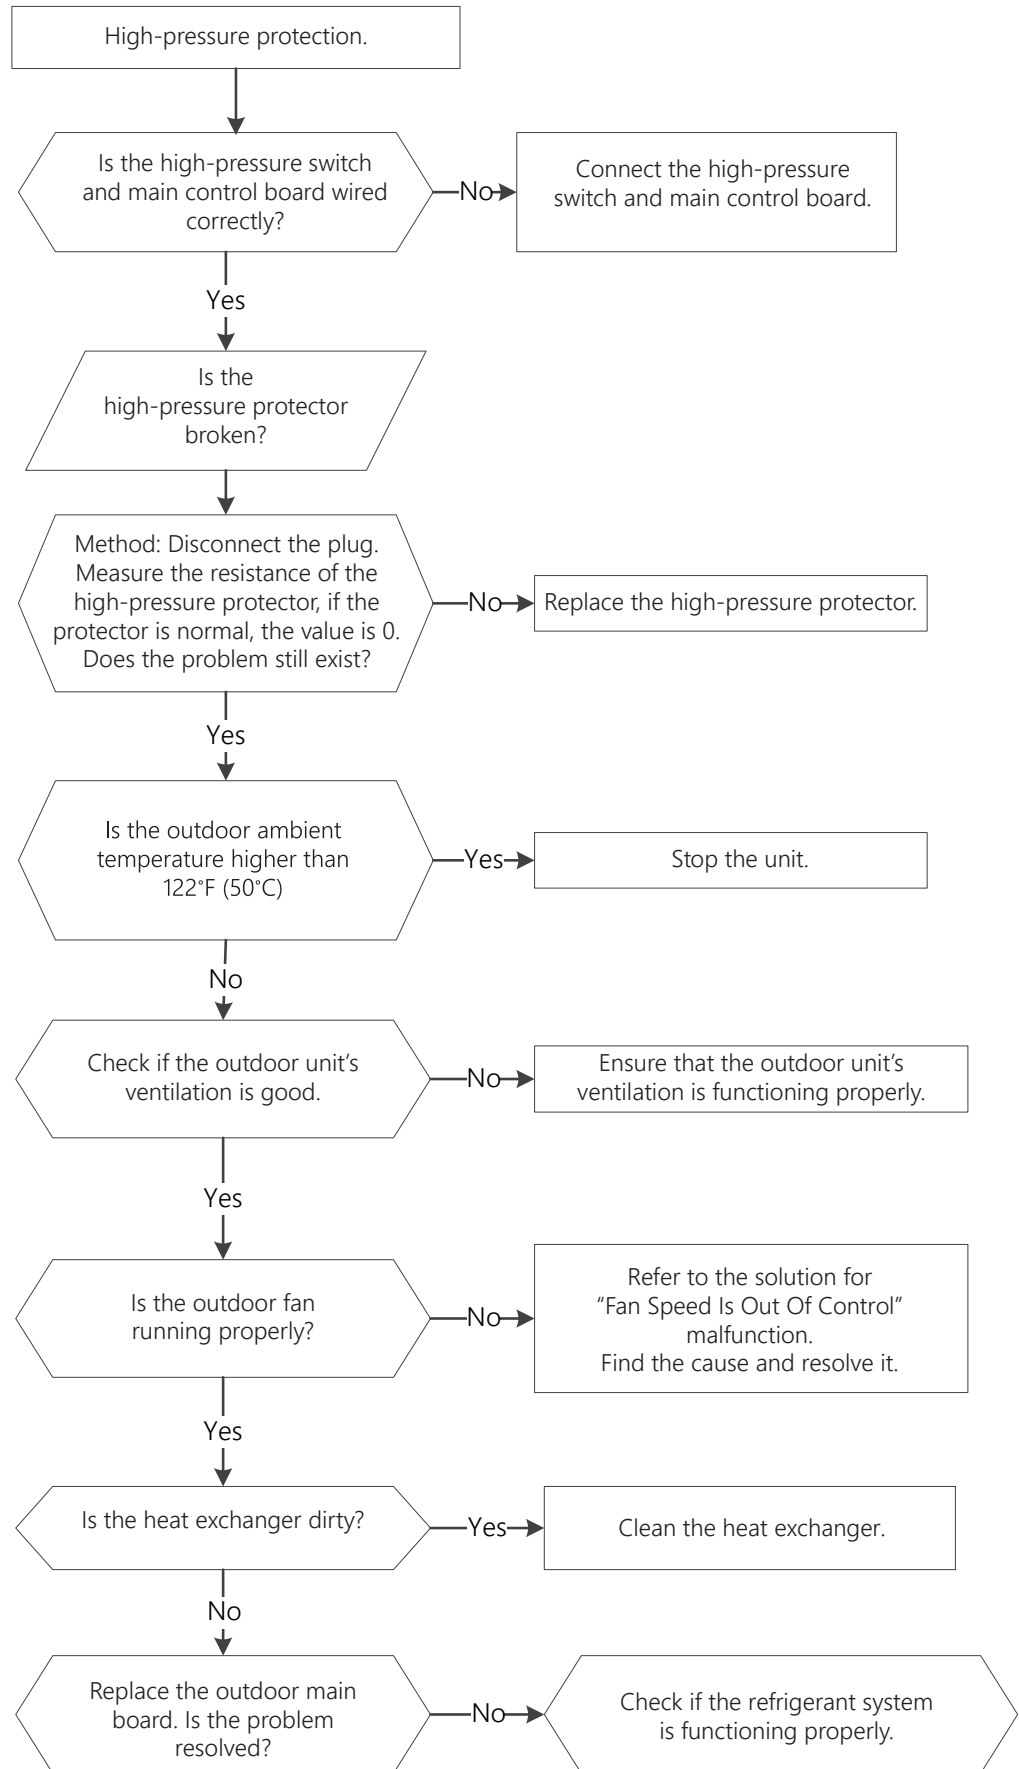 High-pressure protection.
Is the high-pressure switch
and main control board wired
correctly?
No
Connect the high-pressure
switch and main control board.
Yes
Is the
high-pressure protector
broken?
Method: Disconnect the plug.
Measure the resistance of the
high-pressure protector, if the
protector is normal, the value is 0.
Does the problem still exist?
No
Replace the high-pressure protector.
Yes
Is the outdoor ambient
temperature higher than
122°F (50°C)
Yes
Stop the unit.
No
Check if the outdoor unit's
ventilation is good.
No
Ensure that the outdoor unit's
ventilation is functioning properly.
Yes
Is the outdoor fan
running properly?
No
Refer to the solution for
“Fan Speed Is Out Of Control”
malfunction.
Find the cause and resolve it.
Yes
Is the heat exchanger dirty?
Yes
Clean the heat exchanger.
No
Replace the outdoor main
board. Is the problem
resolved?
No
Check if the refrigerant system
is functioning properly.